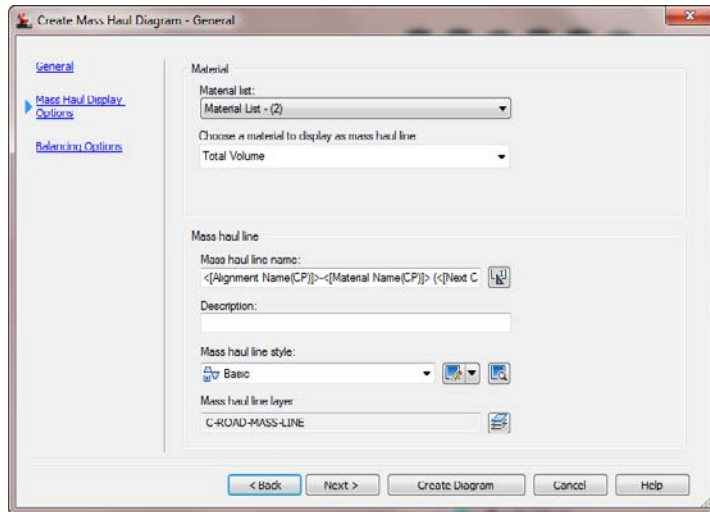 Create Mass Haul Diagram - General
General
Mass Haul Display
Options
Balancing Options
Material
Material list:
Material List - (2)
Choose a material to display as mass haul line
Total Volume
Mass haul line
Mass haul line name:
<[Alignment Name(CP)]>-<[Material Name(CP)]> (<[Next C
Description:
Mass haul line style:
Basic
Mass haul line layer
C-ROAD-MASS-LINE
< Back
Next >
Create Diagram
Cancel
Help